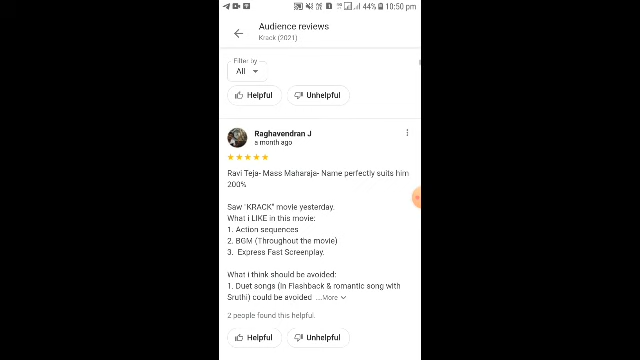 44% 10:50 pm
Audience reviews
Krack (2021)
Filter by
All
Helpful
Unhelpful
Raghavendran J
a month ago
Ravi Teja- Mass Maharaja- Name perfectly suits him
200%
Saw "KRACK" movie yesterday.
What i LIKE in this movie:
1. Action sequences
2. BGM (Throughout the movie)
3. Express Fast Screenplay.
What i think should be avoided:
1. Duet songs (in Flashback & romantic song with
Sruthi) could be avoided ...More
2 people found this helpful.
Helpful
Unhelpful